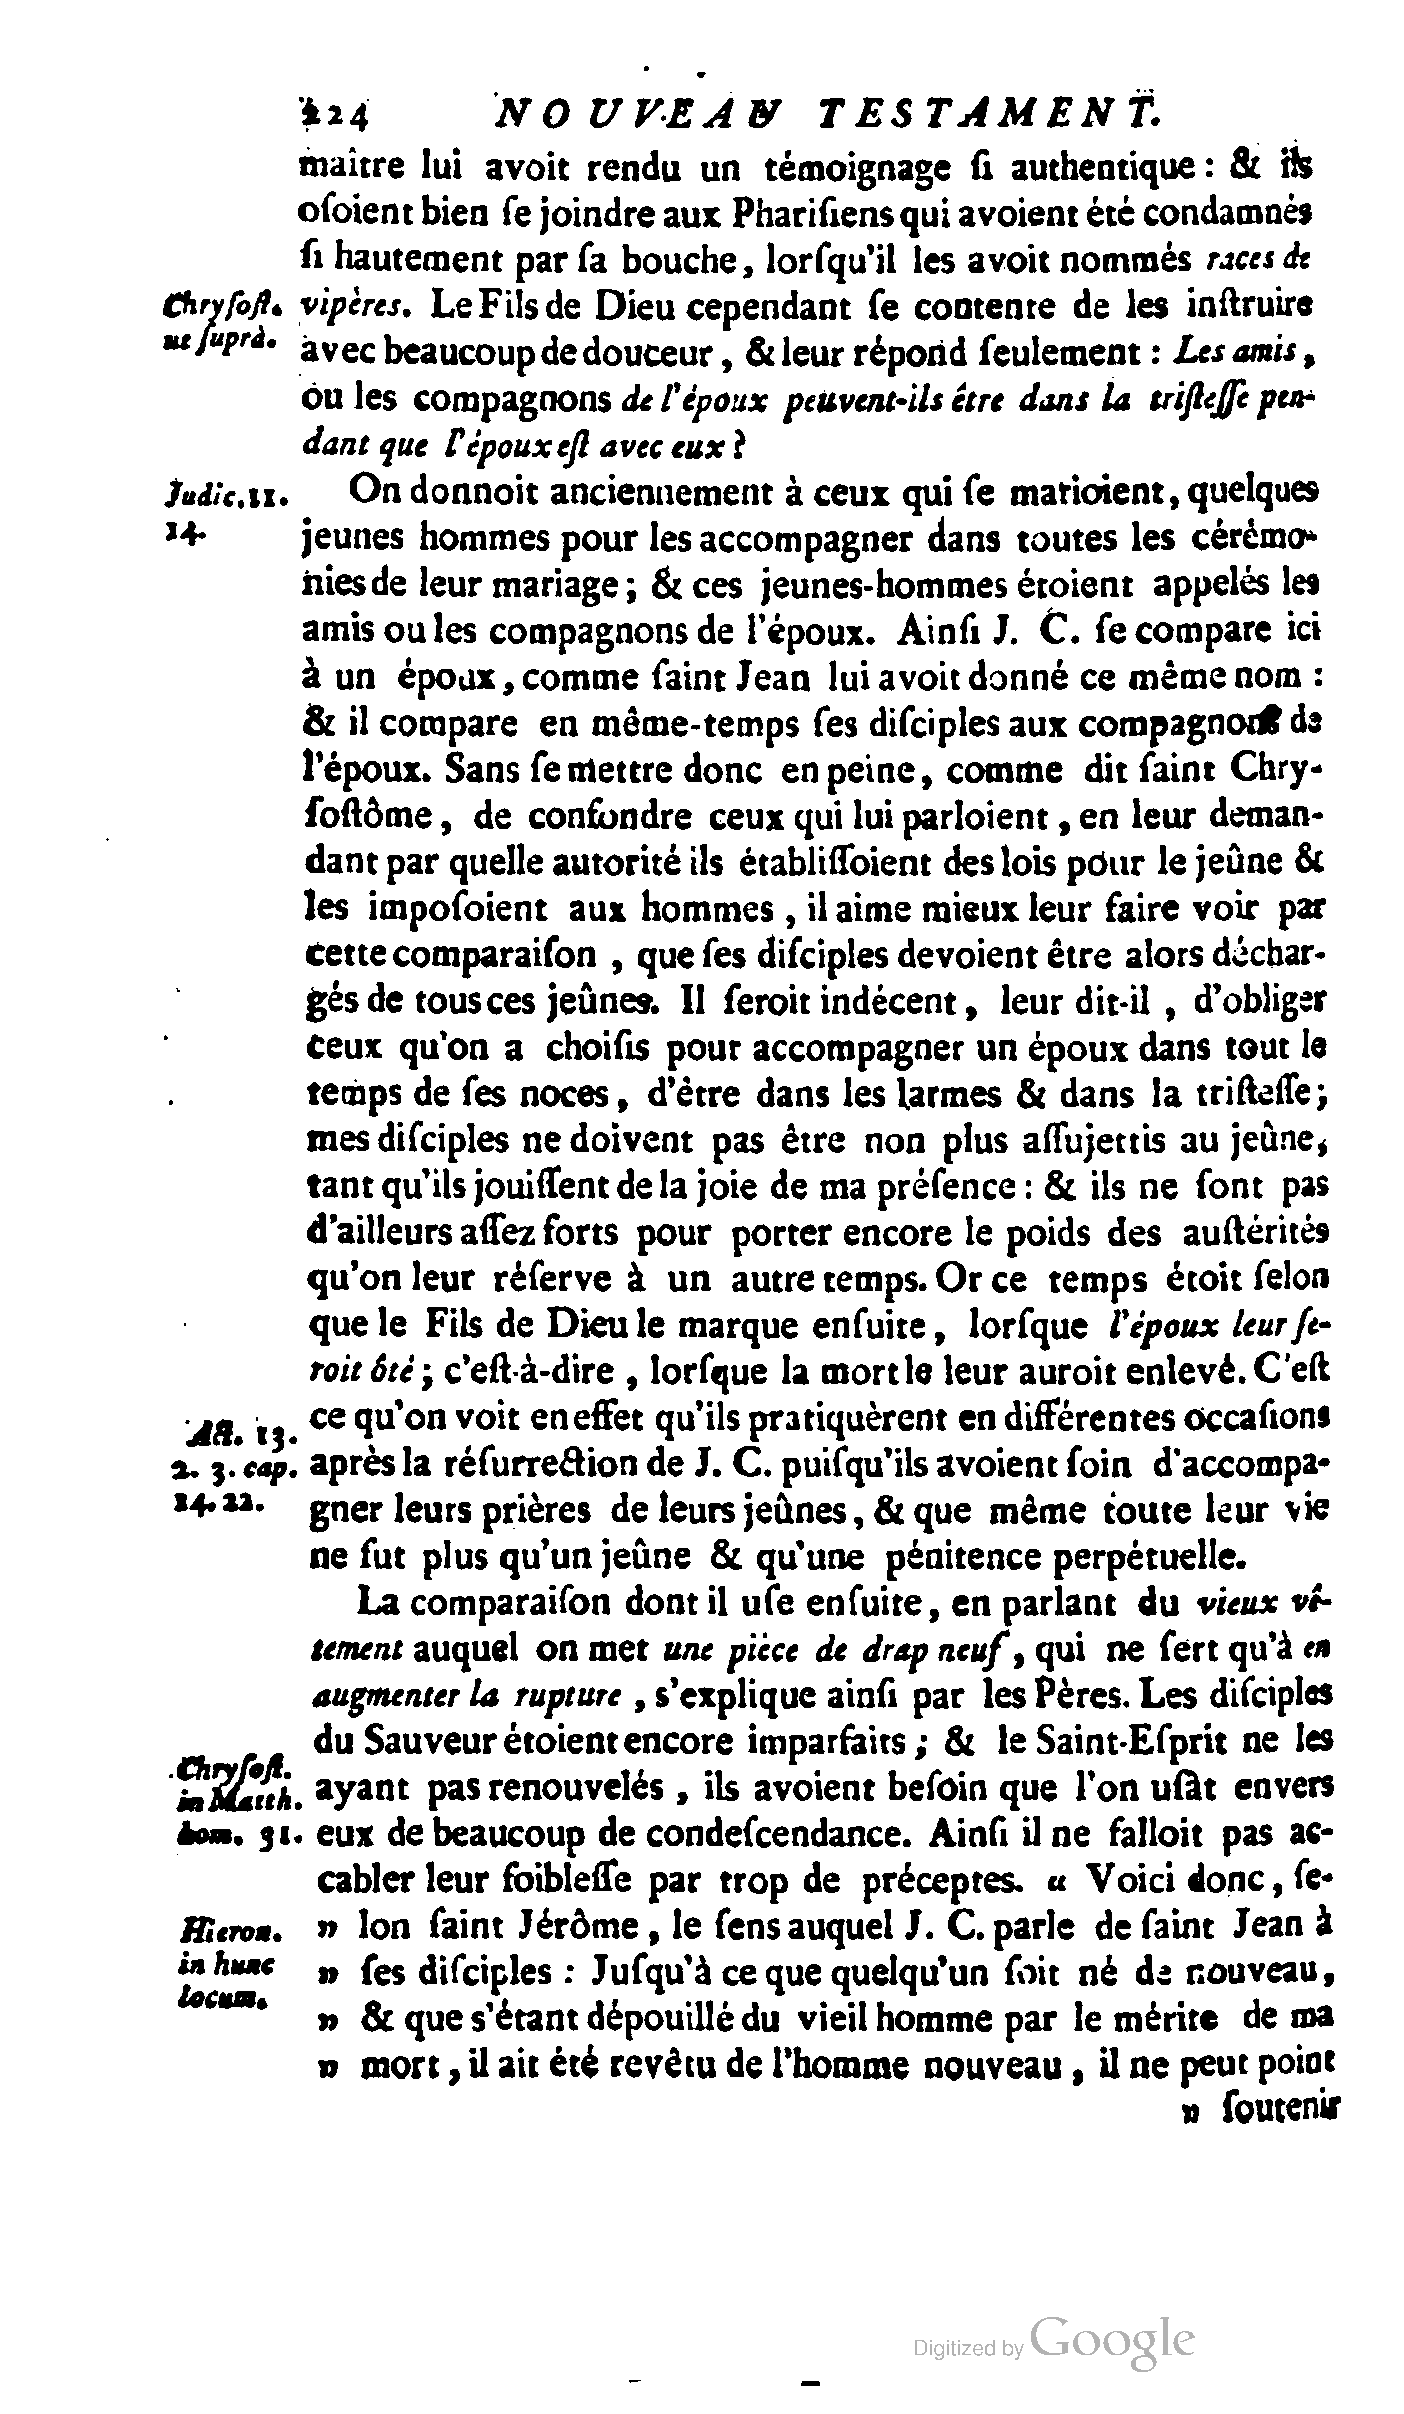 224 NOUVEAU TESTAMENT.
maître lui avoit rendu un témoignage ſi authentique : & ils
oſoient bien ſe joindre aux Phariſiens qui avoient été condamnés
ſi hautement par ſa bouche, lorſqu'il les avoit nommés races de
Chryſoſt. vipères. Le Fils de Dieu cependant ſe contente de les inſtruire
ut ſuprà. avec beaucoup de douceur, & leur répond ſeulement : Les amis,
ou les compagnons de l'époux peuvent-ils être dans la triſteſſe pen-
dant que l'époux eſt avec eux ?
Judic. 11. On donnoit anciennement à ceux qui ſe marioient, quelques
14. jeunes hommes pour les accompagner dans toutes les cérémo-
nies de leur mariage ; & ces jeunes-hommes étoient appelés les
amis ou les compagnons de l'époux. Ainſi J. C. ſe compare ici
à un époux, comme ſaint Jean lui avoit donné ce même nom :
& il compare en même-temps ſes diſciples aux compagnons de
l'époux. Sans ſe mettre donc en peine, comme dit ſaint Chry-
ſoſtôme, de confondre ceux qui lui parloient, en leur deman-
dant par quelle autorité ils établiſſoient des lois pour le jeûne &
les impoſoient aux hommes, il aime mieux leur faire voir par
cette comparaiſon, que ſes diſciples devoient être alors déchar-
gés de tous ces jeûnes. Il ſeroit indécent, leur dit-il, d'obliger
ceux qu'on a choiſis pour accompagner un époux dans tout le
temps de ſes noces, d'être dans les larmes & dans la triſteſſe ;
mes diſciples ne doivent pas être non plus aſſujettis au jeûne,
tant qu'ils jouiſſent de la joie de ma préſence : & ils ne ſont pas
d'ailleurs aſſez forts pour porter encore le poids des auſtérités
qu'on leur réſerve à un autre temps. Or ce temps étoit ſelon
que le Fils de Dieu le marque enſuite, lorſque l'époux leur ſe-
roit ôté ; c'eſt-à-dire, lorſque la mort le leur auroit enlevé. C'eſt
Act. 13. ce qu'on voit en effet qu'ils pratiquèrent en différentes occaſions
2. 3. cap. après la réſurrection de J. C. puiſqu'ils avoient ſoin d'accompa-
14. 22. gner leurs prières de leurs jeûnes, & que même toute leur vie
ne fut plus qu'un jeûne & qu'une pénitence perpétuelle.
La comparaiſon dont il uſe enſuite, en parlant du vieux vê-
tement auquel on met une pièce de drap neuf, qui ne ſert qu'à en
augmenter la rupture, s'explique ainſi par les Pères. Les diſciples
du Sauveur étoient encore imparfaits ; & le Saint-Eſprit ne les
Chryſoſt.
in Matth. ayant pas renouvelés, ils avoient beſoin que l'on uſât envers
hom. 31. eux de beaucoup de condeſcendance. Ainſi il ne falloit pas ac-
cabler leur foibleſſe par trop de préceptes. « Voici donc, ſe-
Hieron. » lon ſaint Jérôme, le ſens auquel J. C. parle de ſaint Jean à
in hunc » ſes diſciples : Juſqu'à ce que quelqu'un ſoit né de nouveau,
locum.
» & que s'étant dépouillé du vieil homme par le mérite de ma
» mort, il ait été revêtu de l'homme nouveau, il ne peut point
» ſoutenir
Digitized by Google